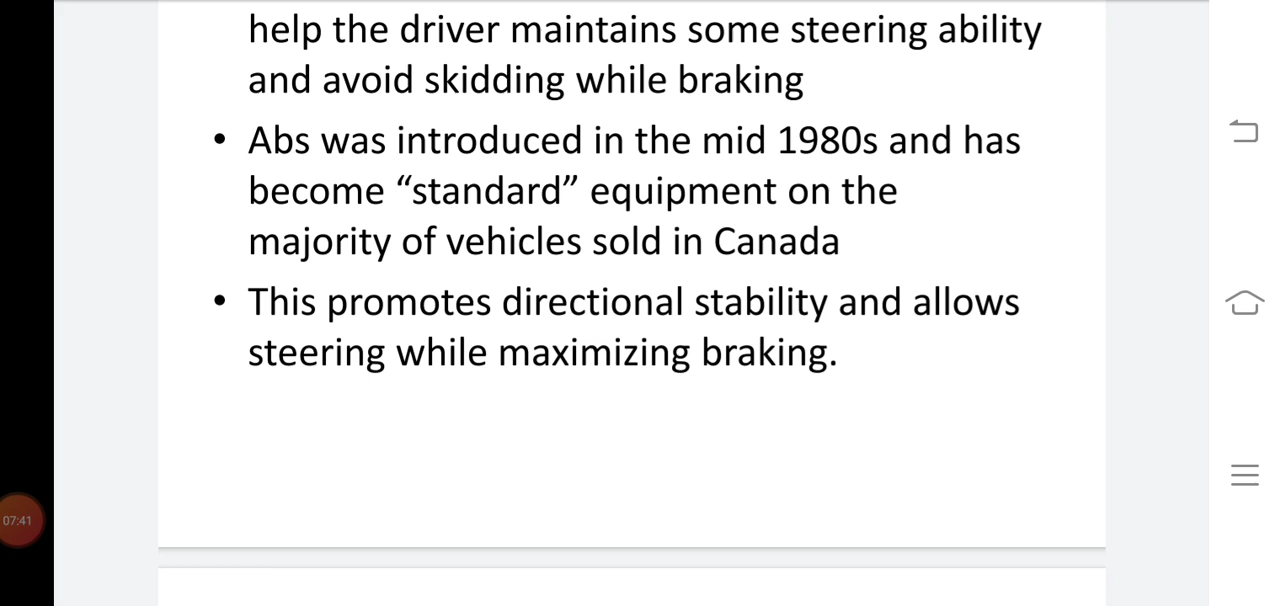 help the driver maintains some steering ability
and avoid skidding while braking
• Abs was introduced in the mid 1980s and has
become “standard” equipment on the
majority of vehicles sold in Canada
• This promotes directional stability and allows
steering while maximizing braking.
07:41